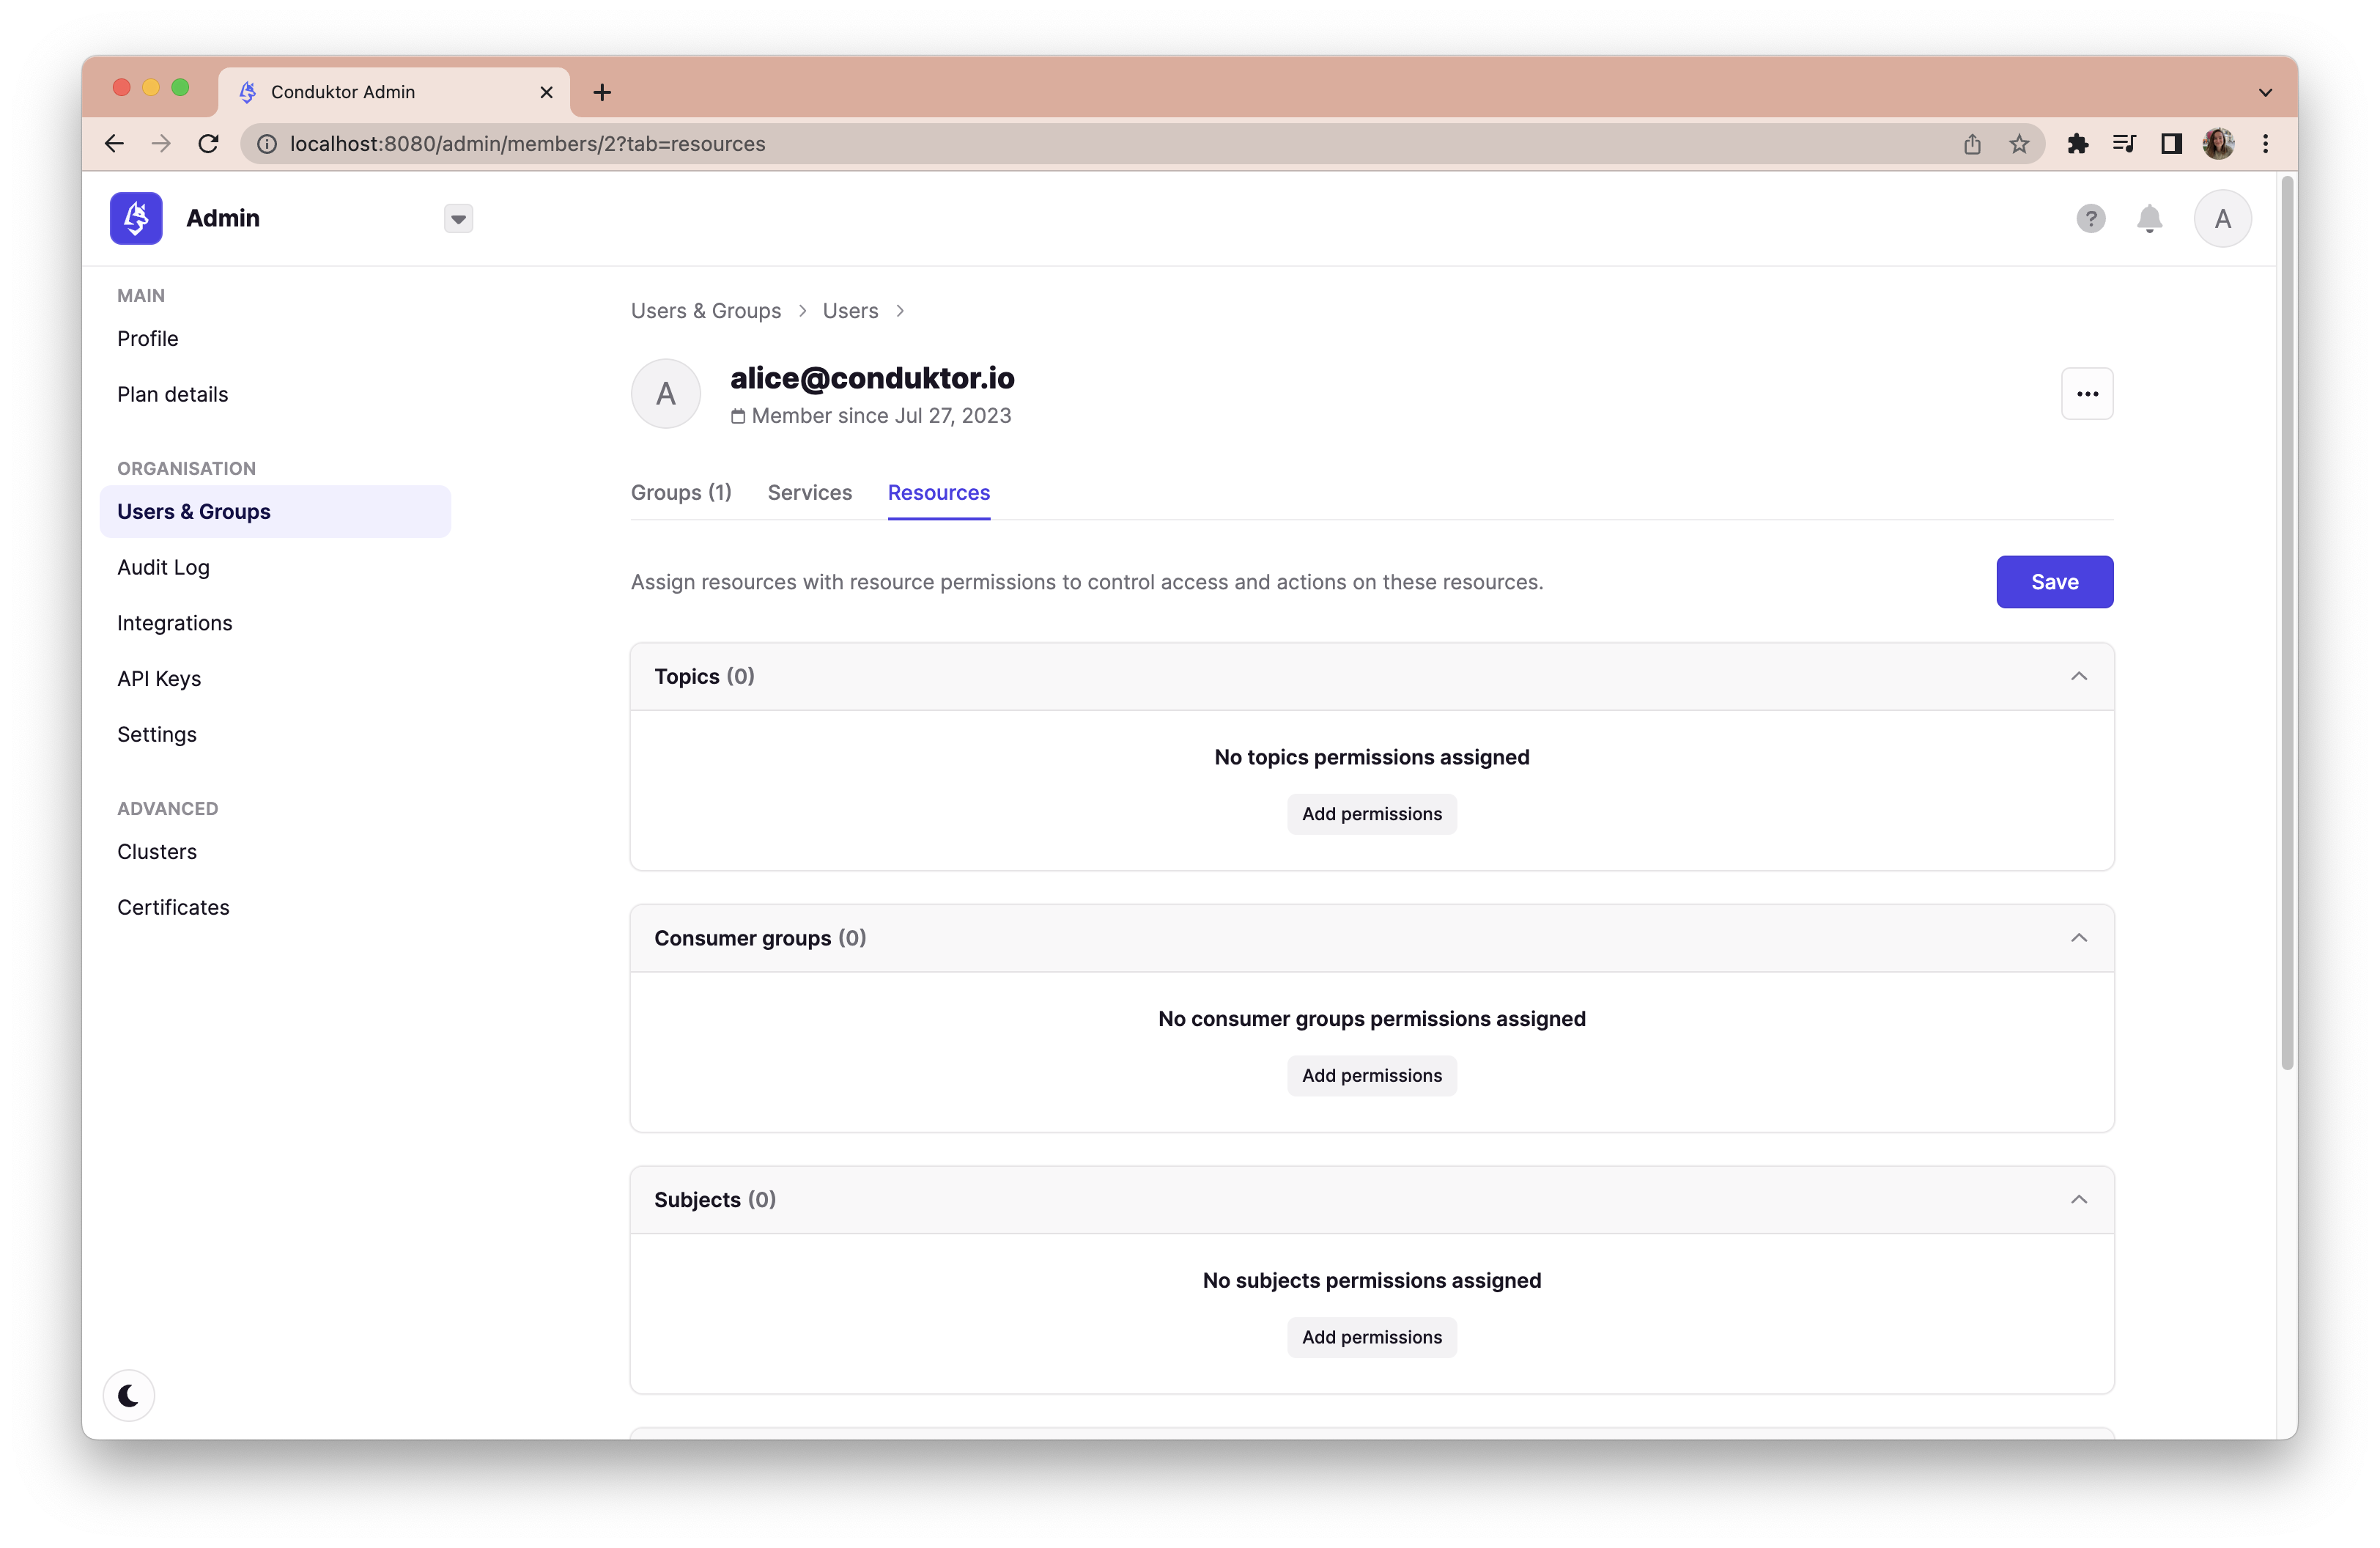 Conduktor Admin
localhost:8080/admin/members/2?tab=resources
Admin
?
A
MAIN
Profile
Plan details
ORGANISATION
Users & Groups
Audit Log
Integrations
API Keys
Settings
ADVANCED
Clusters
Certificates
Users & Groups > Users >
A
alice@conduktor.io
Member since Jul 27, 2023
Groups (1) Services Resources
Assign resources with resource permissions to control access and actions on these resources.
Save
Topics (0)
No topics permissions assigned
Add permissions
Consumer groups (0)
No consumer groups permissions assigned
Add permissions
Subjects (0)
No subjects permissions assigned
Add permissions